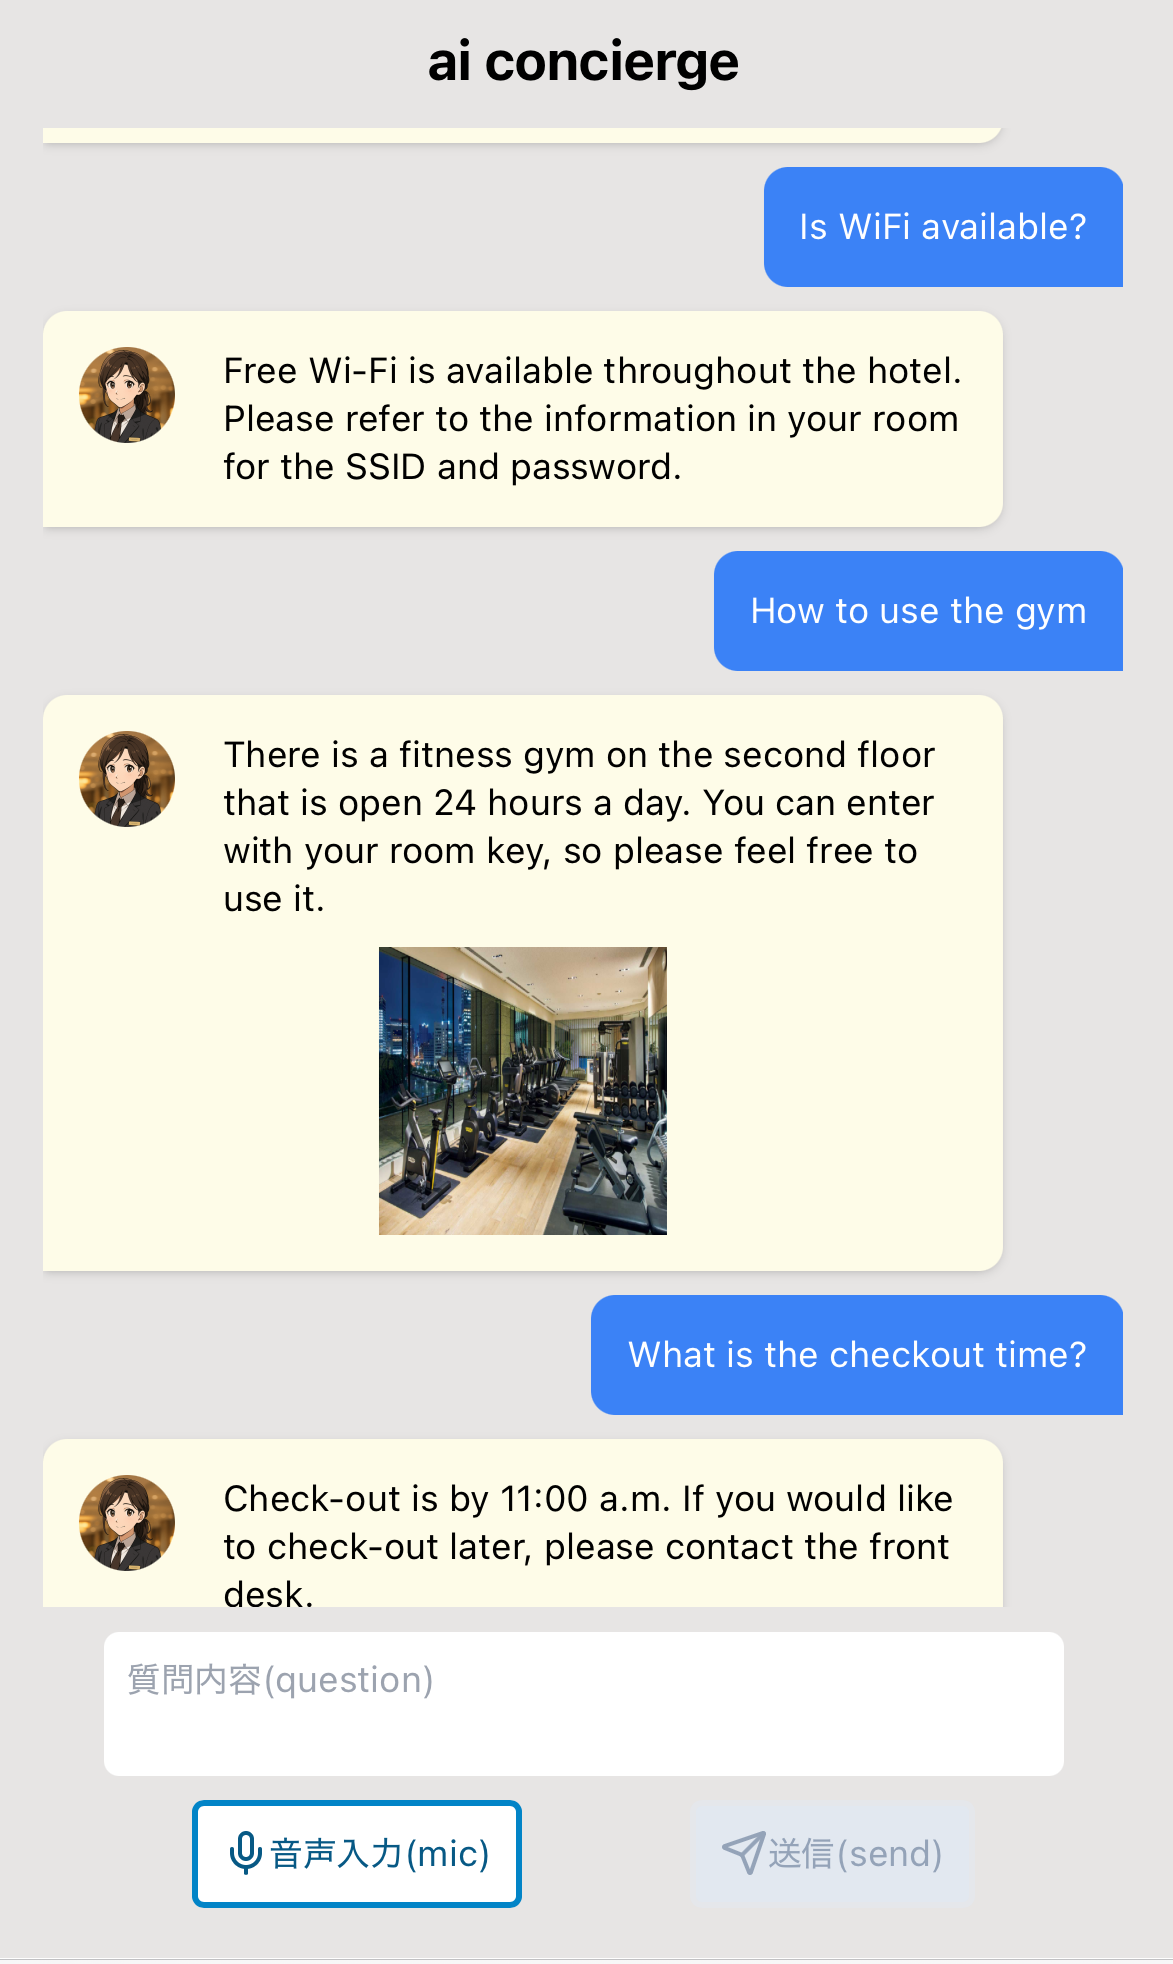 ai concierge
Is WiFi available?
Free Wi-Fi is available throughout the hotel.
Please refer to the information in your room
for the SSID and password.
How to use the gym
There is a fitness gym on the second floor
that is open 24 hours a day. You can enter
with your room key, so please feel free to
use it.
What is the checkout time?
Check-out is by 11:00 a.m. If you would like
to check-out later, please contact the front
desk.
質問内容(question)
音声入力(mic)
送信(send)